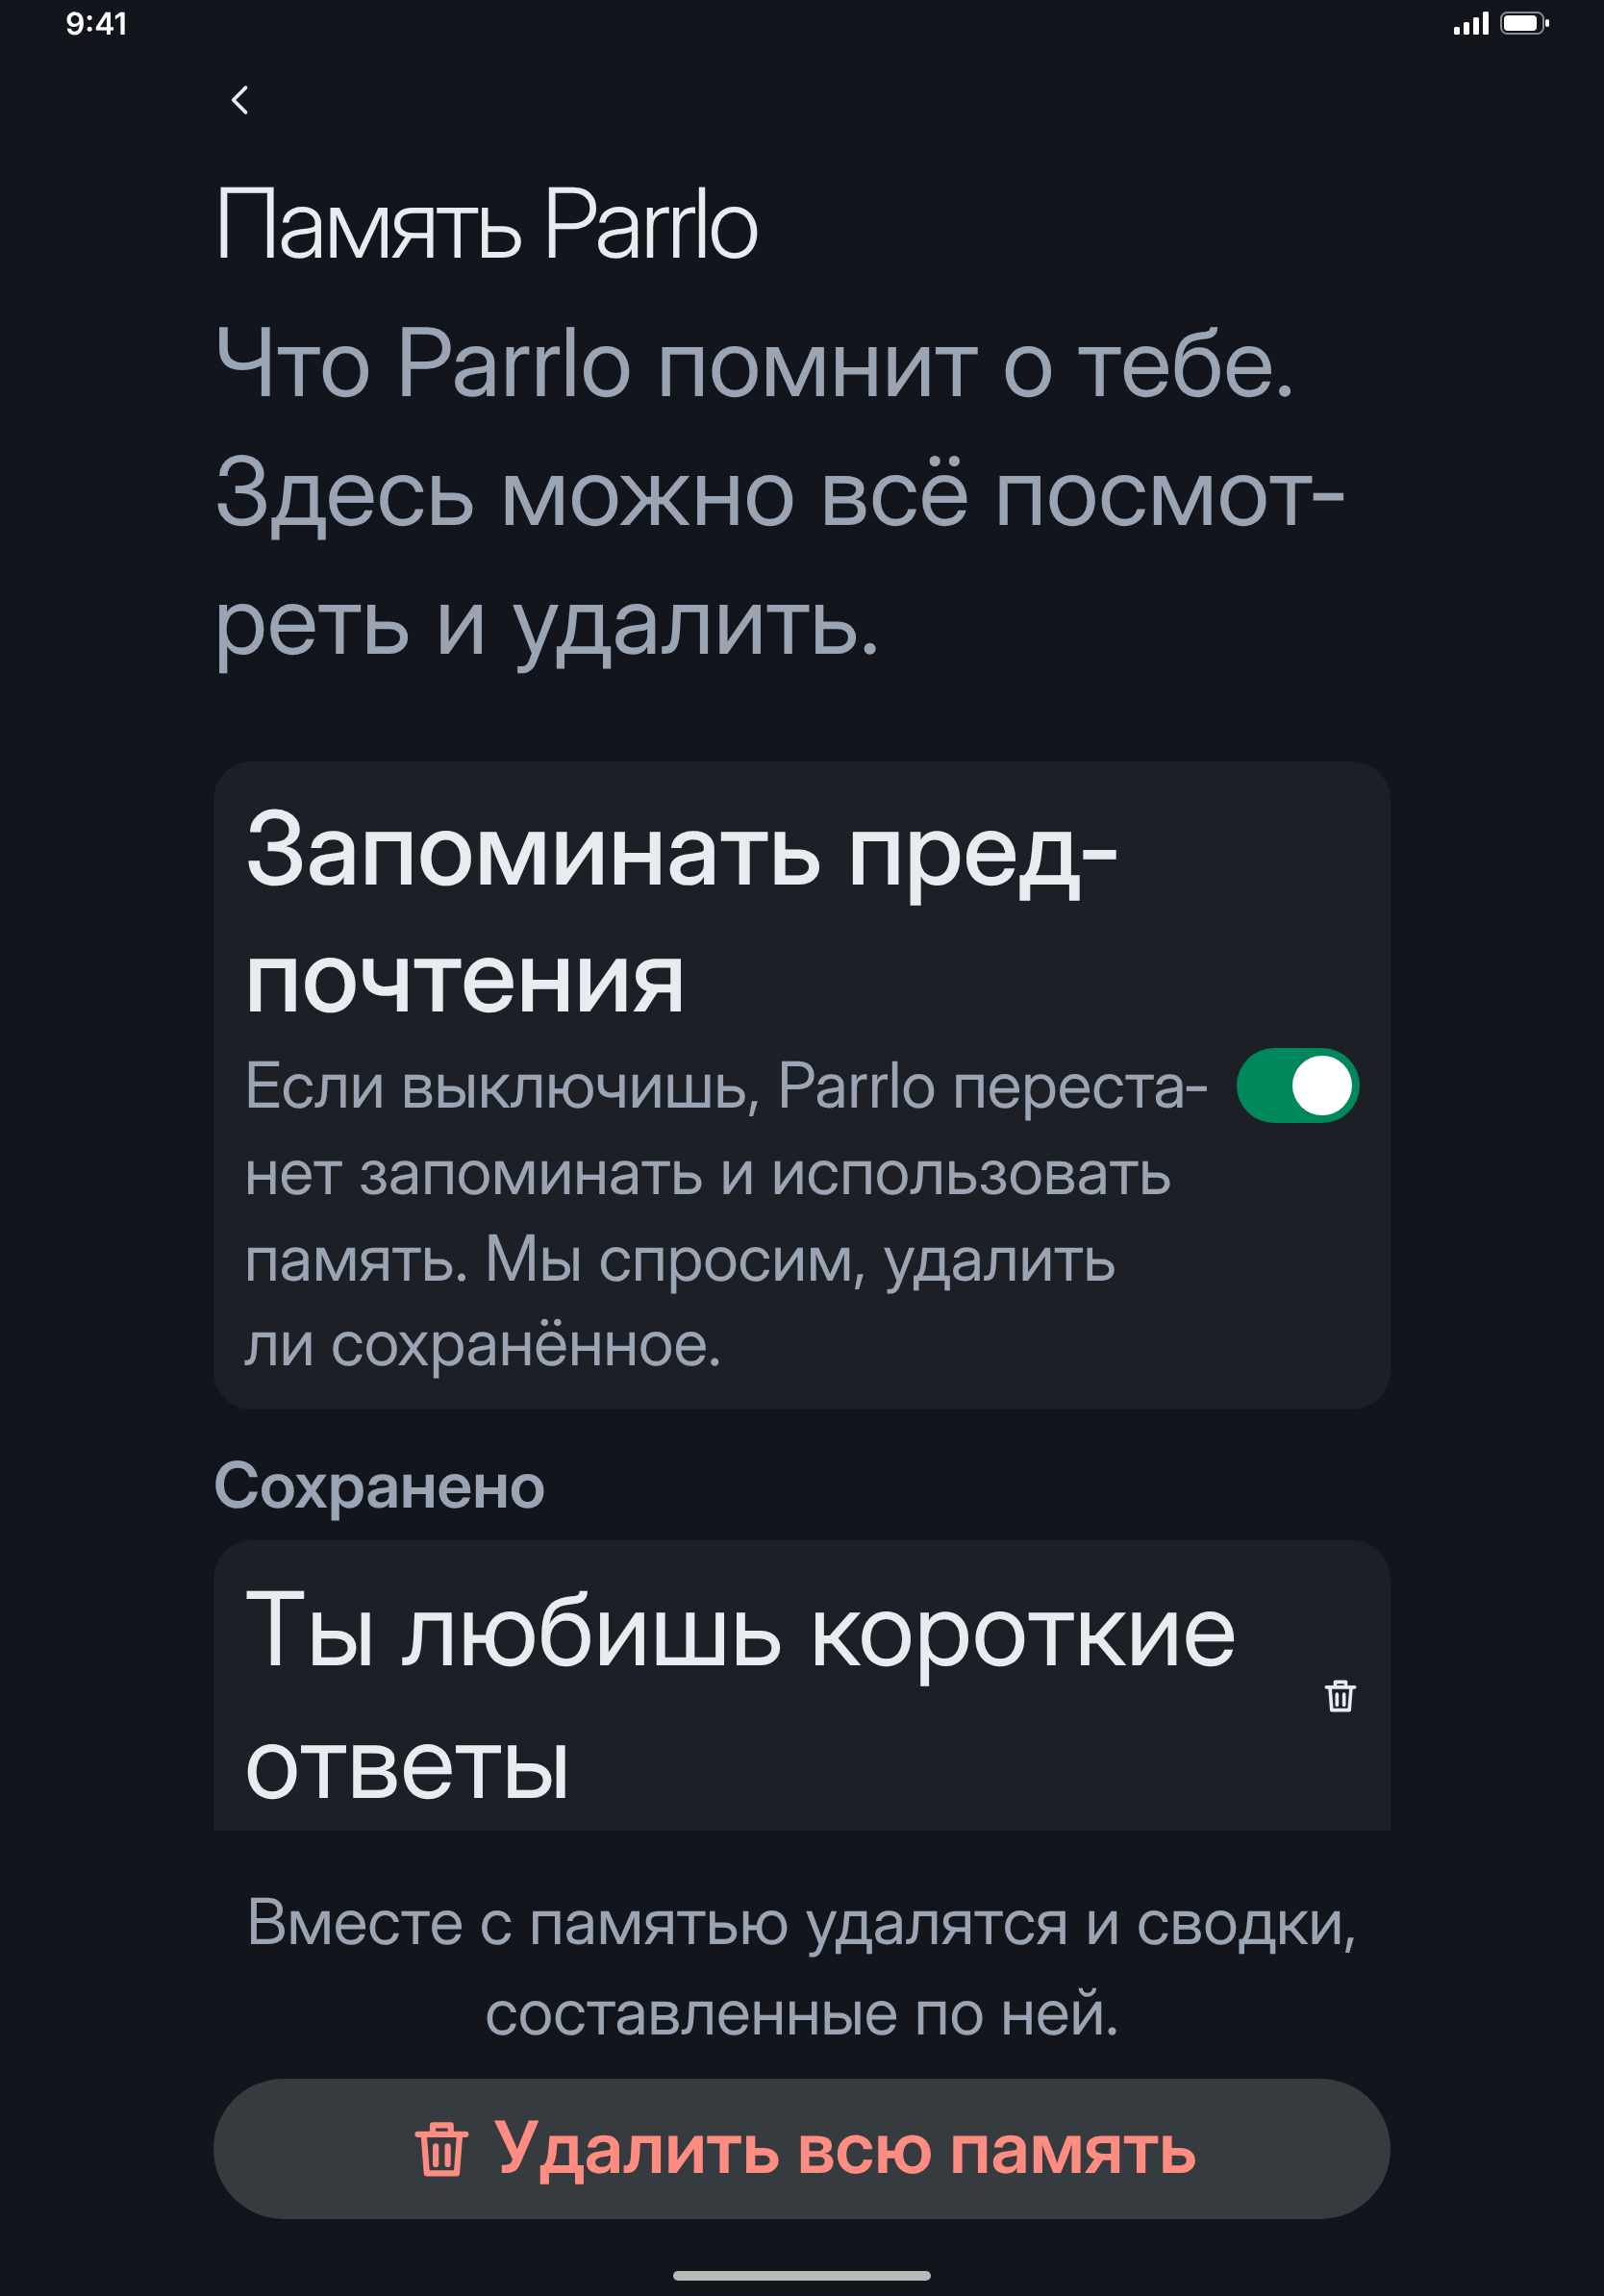 9:41
Память Parrlo
Что Parrlo помнит о тебе.
Здесь можно всё посмот-
реть и удалить.
Запоминать пред-
почтения
Если выключишь, Parrlo переста-
нет запоминать и использовать
память. Мы спросим, удалить
ли сохранённое.
Сохранено
Ты любишь короткие
ответы
Вместе с памятью удалятся и сводки,
составленные по ней.
Удалить всю память